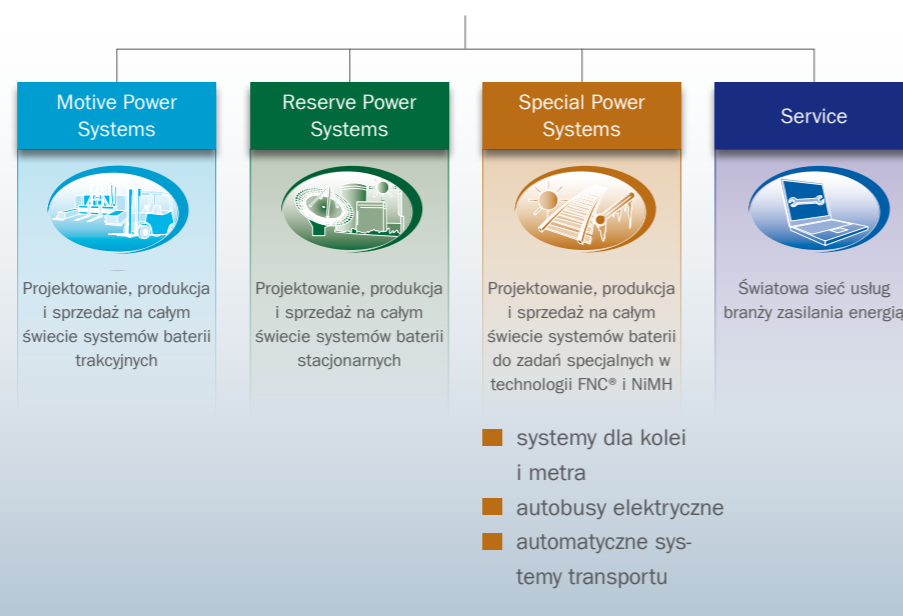 Motive Power
Systems
Projektowanie, produkcja
i sprzedaż na całym
świecie systemów baterii
trakcyjnych
Reserve Power
Systems
Projektowanie, produkcja
i sprzedaż na całym
świecie systemów baterii
stacjonarnych
Special Power
Systems
Projektowanie, produkcja
i sprzedaż na całym
świecie systemów baterii
do zadań specjalnych w
technologii FNC® i NiMH
systemy dla kolei
i metra
autobusy elektryczne
automatyczne sys-
temy transportu
Service
Światowa sieć usług
branży zasilania energią